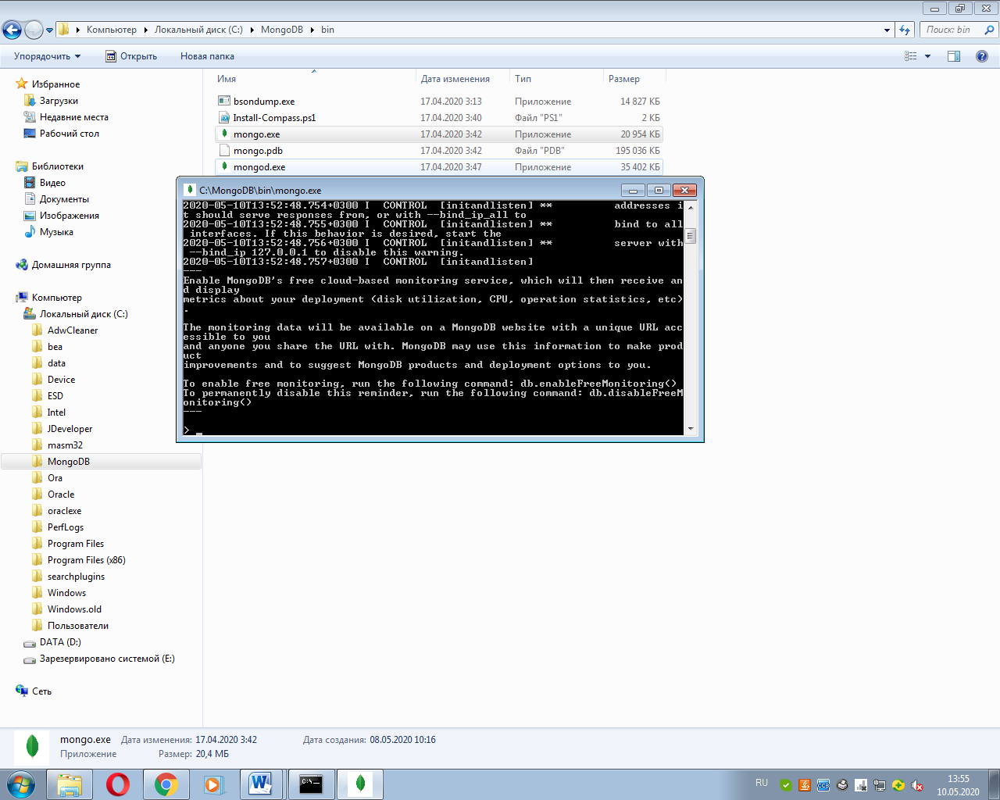 Компьютер
Локальный диск (C:)
MongoDB
bin
Поиск: bin
Упорядочить
Открыть
Новая папка
Избранное
Загрузки
Недавние места
Рабочий стол
Библиотеки
Видео
Документы
Изображения
Музыка
Домашняя группа
Компьютер
Локальный диск (C:)
AdwCleaner
bea
data
Device
ESD
Intel
JDeveloper
masm32
MongoDB
Ora
Oracle
oraclexe
PerfLogs
Program Files
Program Files (x86)
searchplugins
Windows
Windows.old
Пользователи
DATA (D:)
Зарезервировано системой (E:)
Сеть
Имя Дата изменения Тип Размер
bsondump.exe 17.04.2020 3:13 Приложение 14 827 КБ
Install-Compass.ps1 17.04.2020 3:40 Файл "PS1" 2 КБ
mongo.exe 17.04.2020 3:42 Приложение 20 954 КБ
mongo.pdb 17.04.2020 3:42 Файл "PDB" 195 036 КБ
mongod.exe 17.04.2020 3:47 Приложение 35 402 КБ
C:\MongoDB\bin\mongo.exe
2020-05-10T13:52:48.754+0300 I  CONTROL  [initandlisten] **          addresses i
t should serve responses from, or with --bind_ip_all to
2020-05-10T13:52:48.755+0300 I  CONTROL  [initandlisten] **          bind to all
 interfaces. If this behavior is desired, start the
2020-05-10T13:52:48.756+0300 I  CONTROL  [initandlisten] **          server with
 --bind_ip 127.0.0.1 to disable this warning.
2020-05-10T13:52:48.757+0300 I  CONTROL  [initandlisten]
---
Enable MongoDB's free cloud-based monitoring service, which will then receive an
d display
metrics about your deployment (disk utilization, CPU, operation statistics, etc)
.
The monitoring data will be available on a MongoDB website with a unique URL acc
essible to you
and anyone you share the URL with. MongoDB may use this information to make prod
uct
improvements and to suggest MongoDB products and deployment options to you.
To enable free monitoring, run the following command: db.enableFreeMonitoring()
To permanently disable this reminder, run the following command: db.disableFreeM
onitoring()
---
> _
mongo.exe Дата изменения: 17.04.2020 3:42 Дата создания: 08.05.2020 10:16
Приложение Размер: 20,4 МБ
RU
13:55
10.05.2020